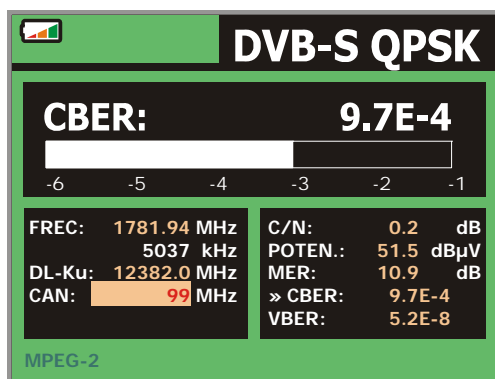 DVB-S QPSK
CBER: 9.7E-4
-6 -5 -4 -3 -2 -1
FREC: 1781.94 MHz
5037 kHz
DL-Ku: 12382.0 MHz
CAN: 99 MHz
C/N: 0.2 dB
POTEN.: 51.5 dBµV
MER: 10.9 dB
» CBER: 9.7E-4
VBER: 5.2E-8
MPEG-2